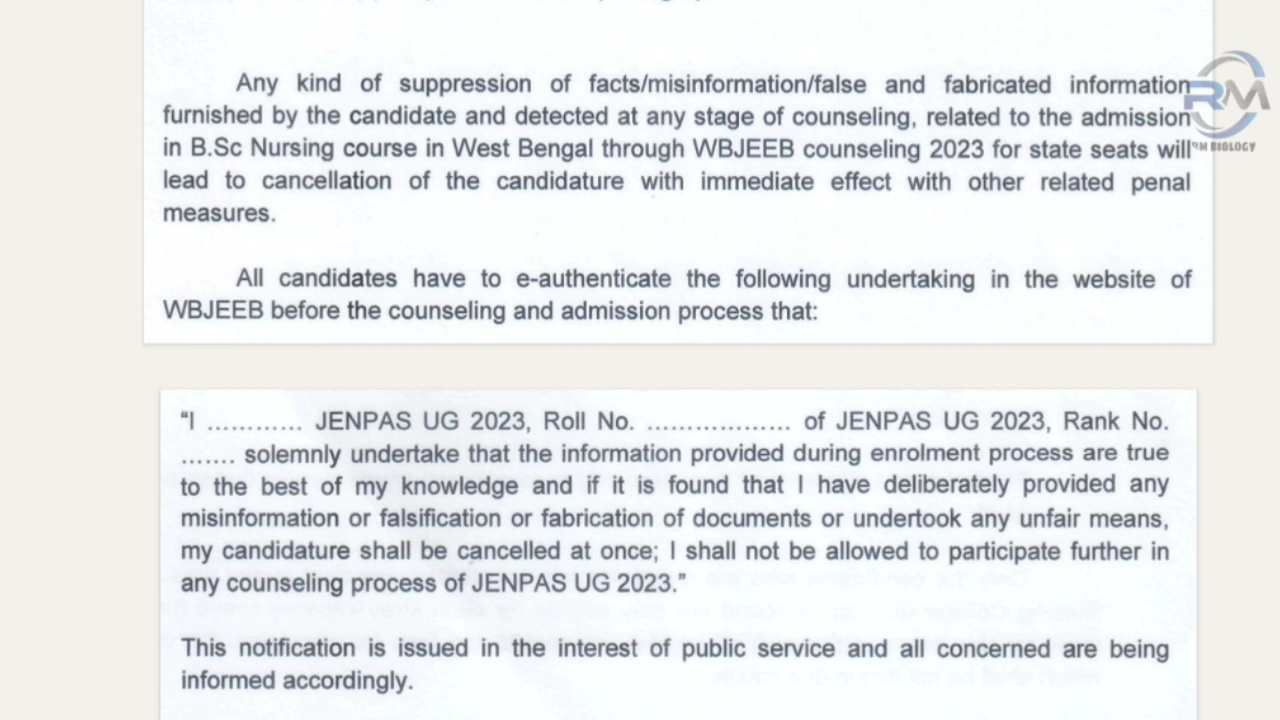 Any kind of suppression of facts/misinformation/false and fabricated information
furnished by the candidate and detected at any stage of counseling, related to the admission
in B.Sc Nursing course in West Bengal through WBJEEB counseling 2023 for state seats will
lead to cancellation of the candidature with immediate effect with other related penal
measures.
All candidates have to e-authenticate the following undertaking in the website of
WBJEEB before the counseling and admission process that:
“I ………… JENPAS UG 2023, Roll No. ……………… of JENPAS UG 2023, Rank No.
……. solemnly undertake that the information provided during enrolment process are true
to the best of my knowledge and if it is found that I have deliberately provided any
misinformation or falsification or fabrication of documents or undertook any unfair means,
my candidature shall be cancelled at once; I shall not be allowed to participate further in
any counseling process of JENPAS UG 2023.”
This notification is issued in the interest of public service and all concerned are being
informed accordingly.
RM
RM BIOLOGY